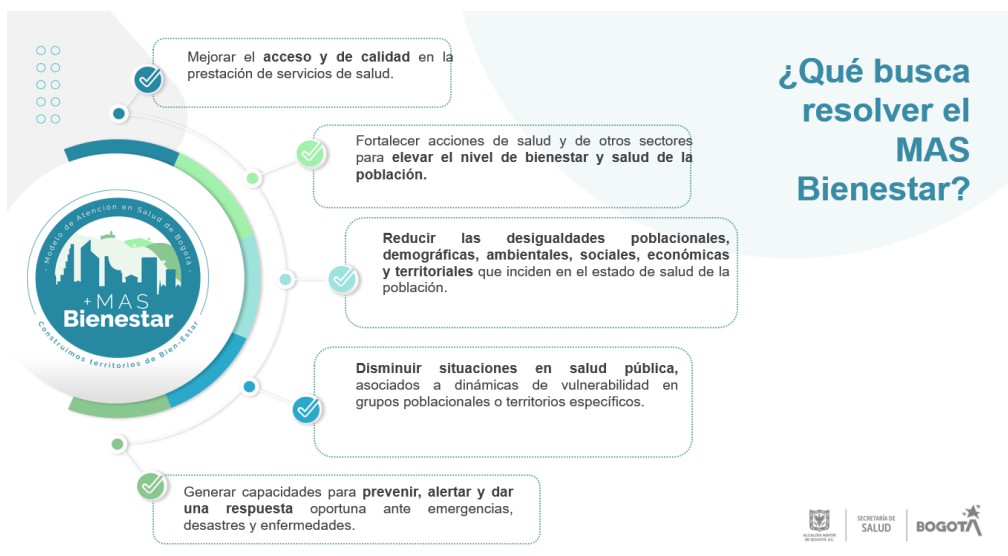 ¿Qué busca
resolver el
MAS
Bienestar?
Mejorar el acceso y de calidad en la
prestación de servicios de salud.
Fortalecer acciones de salud y de otros sectores
para elevar el nivel de bienestar y salud de la
población.
Reducir las desigualdades poblacionales,
demográficas, ambientales, sociales, económicas
y territoriales que inciden en el estado de salud de la
población.
Disminuir situaciones en salud pública,
asociados a dinámicas de vulnerabilidad en
grupos poblacionales o territorios específicos.
Generar capacidades para prevenir, alertar y dar
una respuesta oportuna ante emergencias,
desastres y enfermedades.
- Modelo de Atención en Salud de Bogotá -
+MAS
Bienestar
Construimos territorios de Bien-Estar
ALCALDÍA MAYOR
DE BOGOTÁ D.C.
SECRETARÍA DE
SALUD
BOGOTÁ